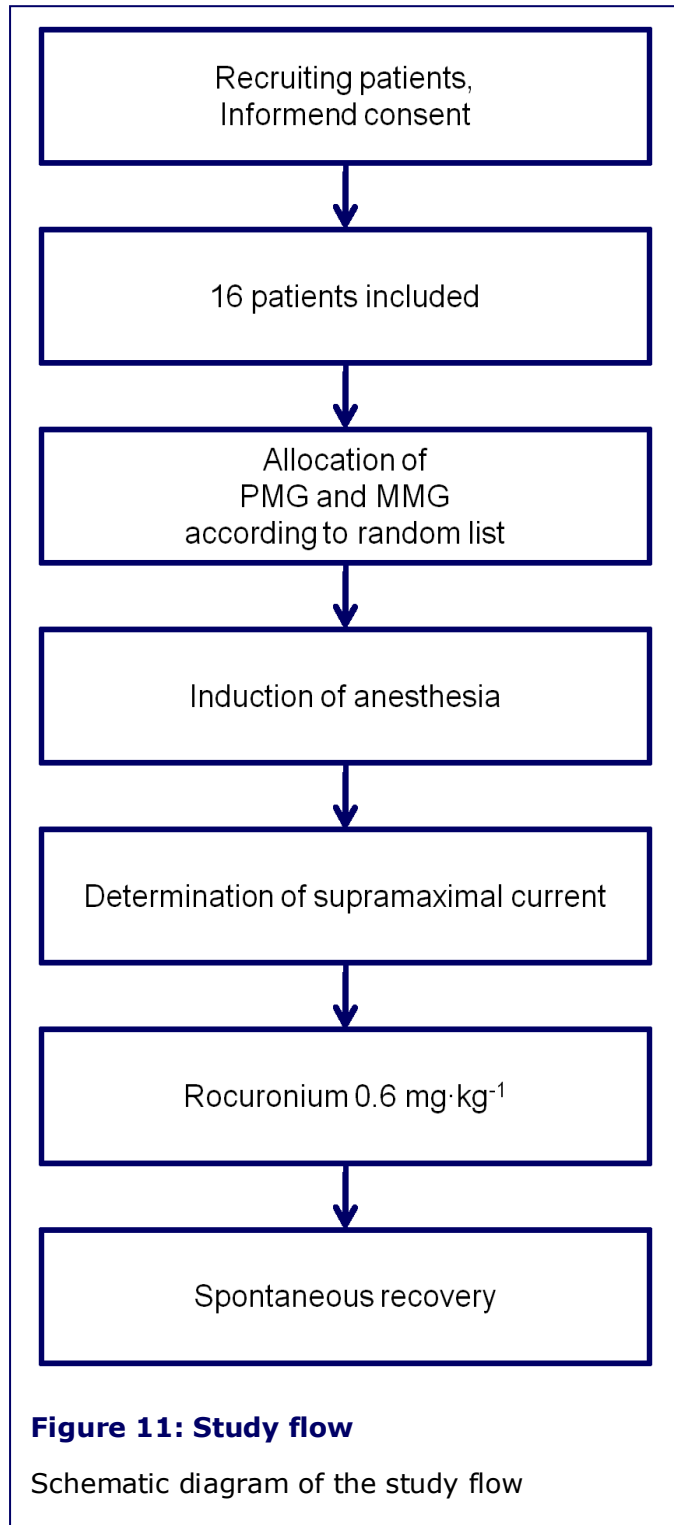 Recruiting patients,
Informend consent
16 patients included
Allocation of
PMG and MMG
according to random list
Induction of anesthesia
Determination of supramaximal current
Rocuronium 0.6 mg·kg⁻¹
Spontaneous recovery
Figure 11: Study flow
Schematic diagram of the study flow